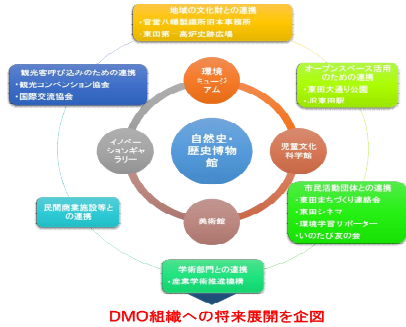 地域の文化財との連携
・官営八幡製鐵所旧本事務所
・東田第一高炉史跡広場
観光客呼び込みのための連携
・観光コンベンション協会
・国際交流協会
環境
ミュージ
アム
オープンスペース活用
のための連携
・東田大通り公園
・JR東田駅
イノベー
ションギャ
ラリー
自然史・
歴史博物
館
児童文化
科学館
民間商業施設等と
の連携
美術館
市民活動団体との連携
・東田まちづくり連絡会
・東田シネマ
・環境学習サポーター
・いのたび友の会
学術部門との連携
・産業学術推進機構
DMO組織への将来展開を企図